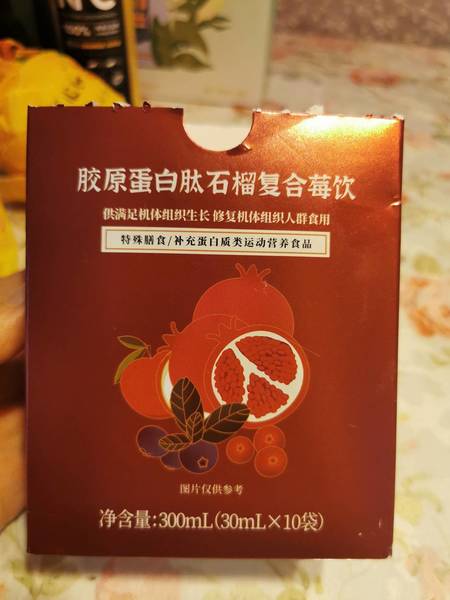 胶原蛋白肽石榴复合莓饮
供满足机体组织生长 修复机体组织人群食用
特殊膳食/补充蛋白质类运动营养食品
图片仅供参考
净含量:300mL(30mL×10袋)